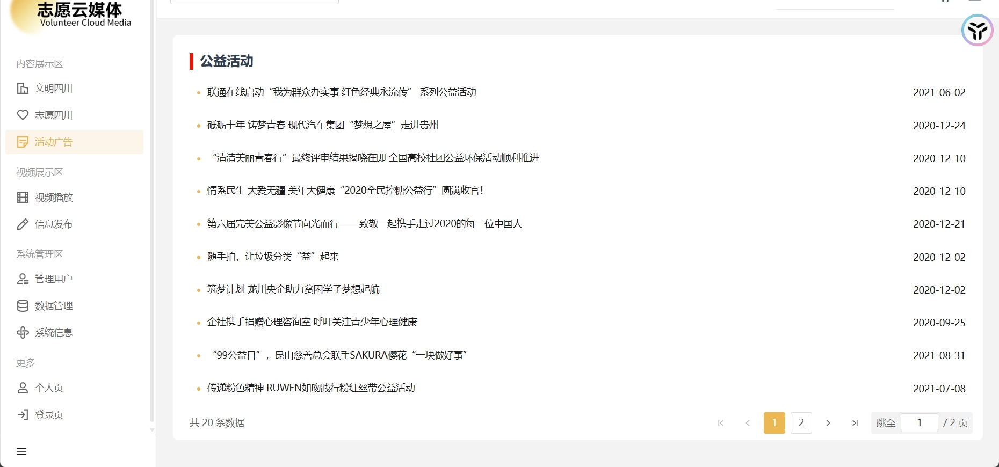 志愿云媒体
Volunteer Cloud Media
内容展示区
文明四川
志愿四川
活动广告
视频展示区
视频播放
信息发布
系统管理区
管理用户
数据管理
系统信息
更多
个人页
登录页
公益活动
联通在线启动“我为群众办实事 红色经典永流传” 系列公益活动 2021-06-02
砥砺十年 铸梦青春 现代汽车集团“梦想之屋”走进贵州 2020-12-24
“清洁美丽青春行”最终评审结果揭晓在即 全国高校社团公益环保活动顺利推进 2020-12-10
情系民生 大爱无疆 美年大健康“2020全民控糖公益行”圆满收官！ 2020-12-10
第六届完美公益影像节向光而行——致敬一起携手走过2020的每一位中国人 2020-12-21
随手拍，让垃圾分类“益”起来 2020-12-02
筑梦计划 龙川央企助力贫困学子梦想起航 2020-12-02
企社携手捐赠心理咨询室 呼吁关注青少年心理健康 2020-09-25
“99公益日”，昆山慈善总会联手SAKURA樱花“一块做好事” 2021-08-31
传递粉色精神 RUWEN如吻践行粉红丝带公益活动 2021-07-08
共 20 条数据 1 2 跳至 1 / 2 页